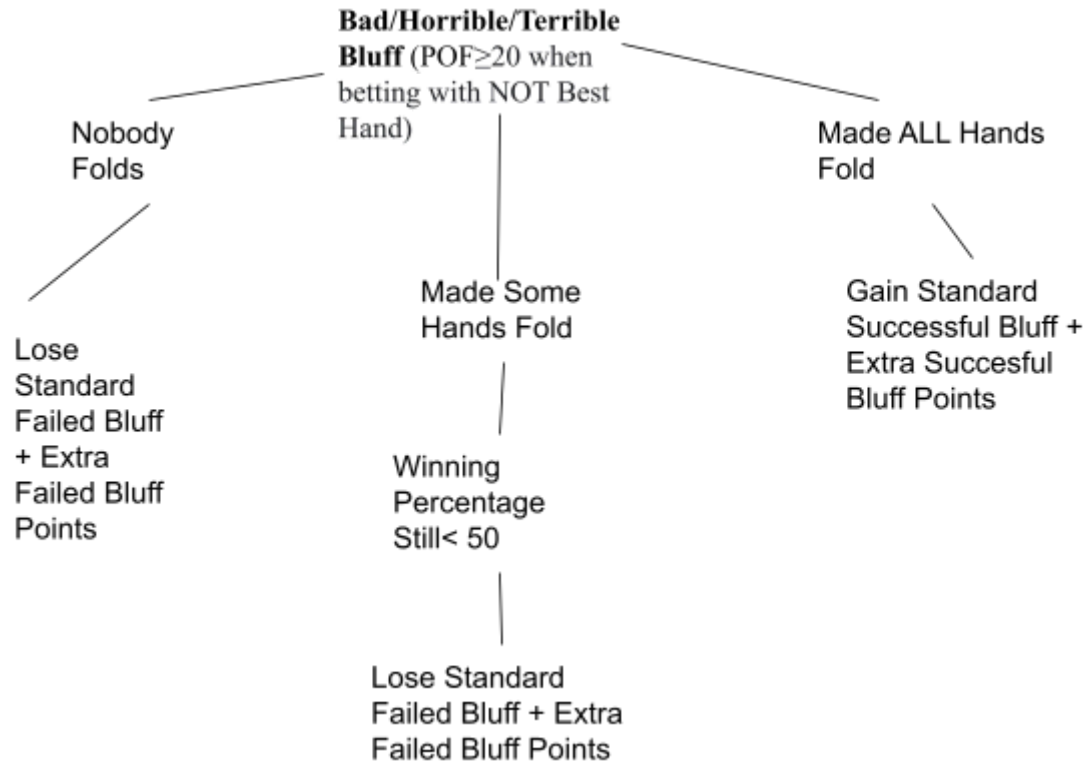 Bad/Horrible/Terrible
Bluff (POF≥20 when
betting with NOT Best
Hand)
Nobody
Folds
Made ALL Hands
Fold
Made Some
Hands Fold
Gain Standard
Successful Bluff +
Extra Succesful
Bluff Points
Lose
Standard
Failed Bluff
+ Extra
Failed Bluff
Points
Winning
Percentage
Still< 50
Lose Standard
Failed Bluff + Extra
Failed Bluff Points